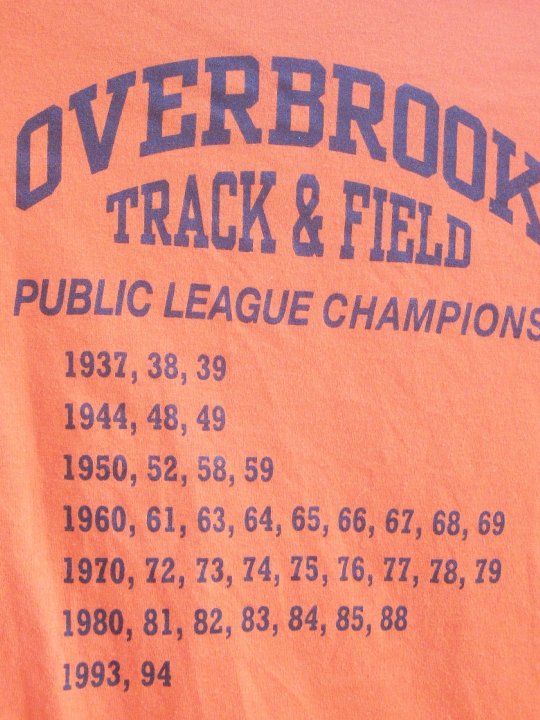 OVERBROOK
TRACK & FIELD
PUBLIC LEAGUE CHAMPIONS
1937, 38, 39
1944, 48, 49
1950, 52, 58, 59
1960, 61, 63, 64, 65, 66, 67, 68, 69
1970, 72, 73, 74, 75, 76, 77, 78, 79
1980, 81, 82, 83, 84, 85, 88
1993, 94